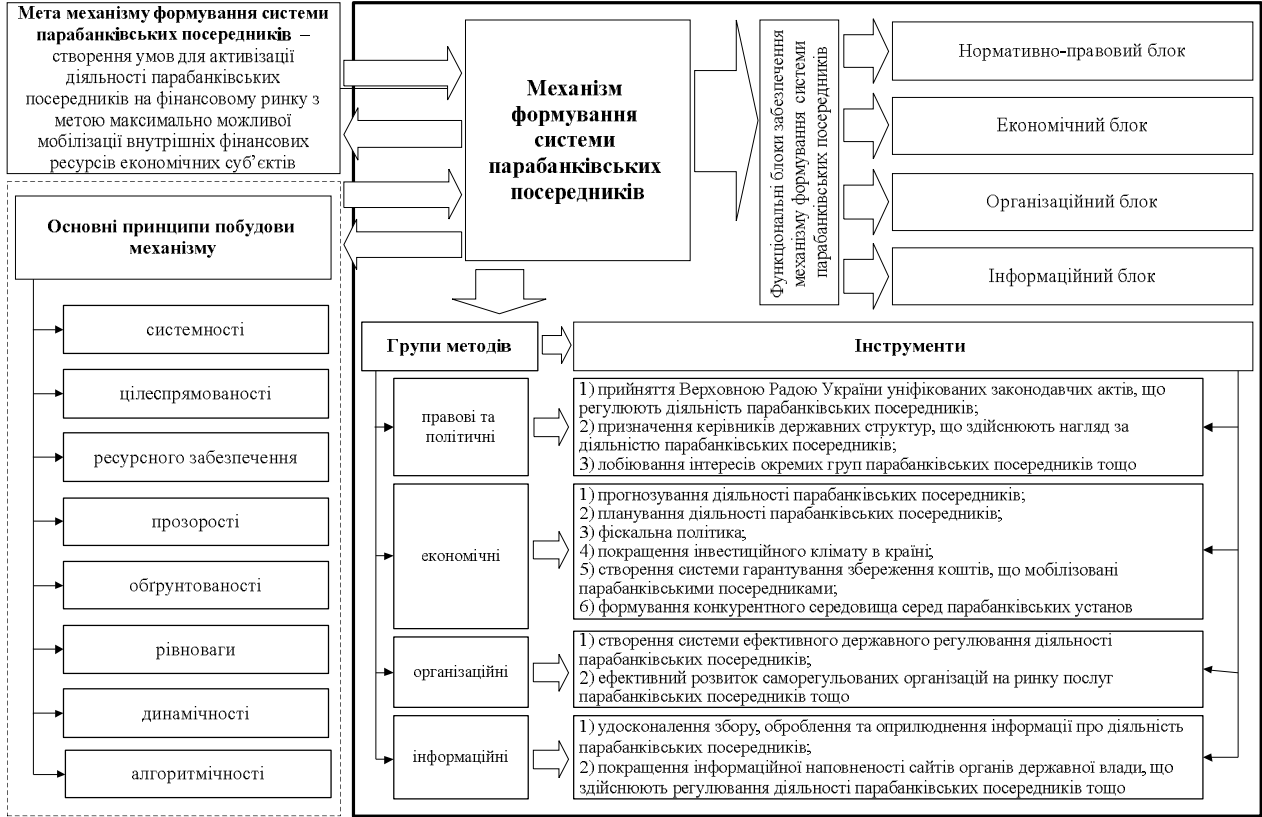 Мета механізму формування системи
парабанківських посередників –
створення умов для активізації
діяльності парабанківських
посередників на фінансовому ринку з
метою максимально можливої
мобілізації внутрішніх фінансових
ресурсів економічних суб’єктів
Основні принципи побудови
механізму
системності
цілеспрямованості
ресурсного забезпечення
прозорості
обґрунтованості
рівноваги
динамічності
алгоритмічності
Механізм
формування
системи
парабанківських
посередників
Функціональні блоки забезпечення
механізму формування системи
парабанківських посередників
Нормативно-правовий блок
Економічний блок
Організаційний блок
Інформаційний блок
Групи методів
Інструменти
правові та
політичні
1) прийняття Верховною Радою України уніфікованих законодавчих актів, що
регулюють діяльність парабанківських посередників;
2) призначення керівників державних структур, що здійснюють нагляд за
діяльністю парабанківських посередників;
3) лобіювання інтересів окремих груп парабанківських посередників тощо
економічні
1) прогнозування діяльності парабанківських посередників;
2) планування діяльності парабанківських посередників;
3) фіскальна політика;
4) покращення інвестиційного клімату в країні;
5) створення системи гарантування збереження коштів, що мобілізовані
парабанківськими посередниками;
6) формування конкурентного середовища серед парабанківських установ
організаційні
1) створення системи ефективного державного регулювання діяльності
парабанківських посередників;
2) ефективний розвиток саморегульованих організацій на ринку послуг
парабанківських посередників тощо
інформаційні
1) удосконалення збору, оброблення та оприлюднення інформації про діяльність
парабанківських посередників;
2) покращення інформаційної наповненості сайтів органів державної влади, що
здійснюють регулювання діяльності парабанківських посередників тощо